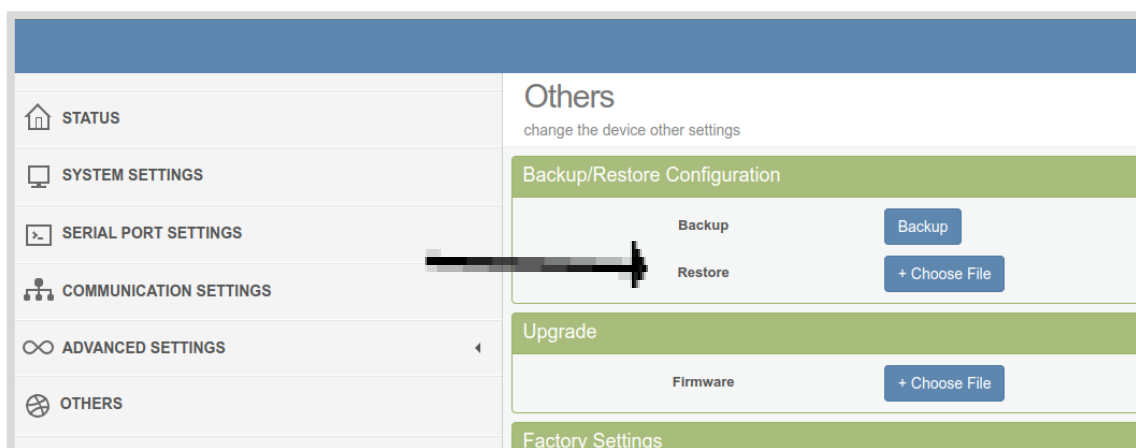 STATUS
SYSTEM SETTINGS
SERIAL PORT SETTINGS
COMMUNICATION SETTINGS
ADVANCED SETTINGS
OTHERS
Others
change the device other settings
Backup/Restore Configuration
Backup Backup
Restore + Choose File
Upgrade
Firmware + Choose File
Factory Settings